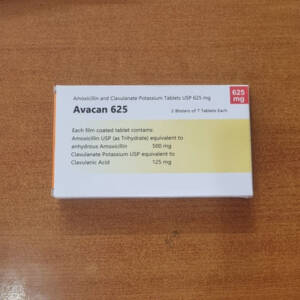 Amoxicillin and Clavulanate Potassium Tablets USP 625 mg
625
mg
Avacan 625
2 Blisters of 7 Tablets Each
Each film coated tablet contains:
Amoxicillin USP (as Trihydrate) equivalent to
anhydrous Amoxicillin 500 mg
Clavulanate Potassium USP equivalent to
Clavulanic Acid 125 mg